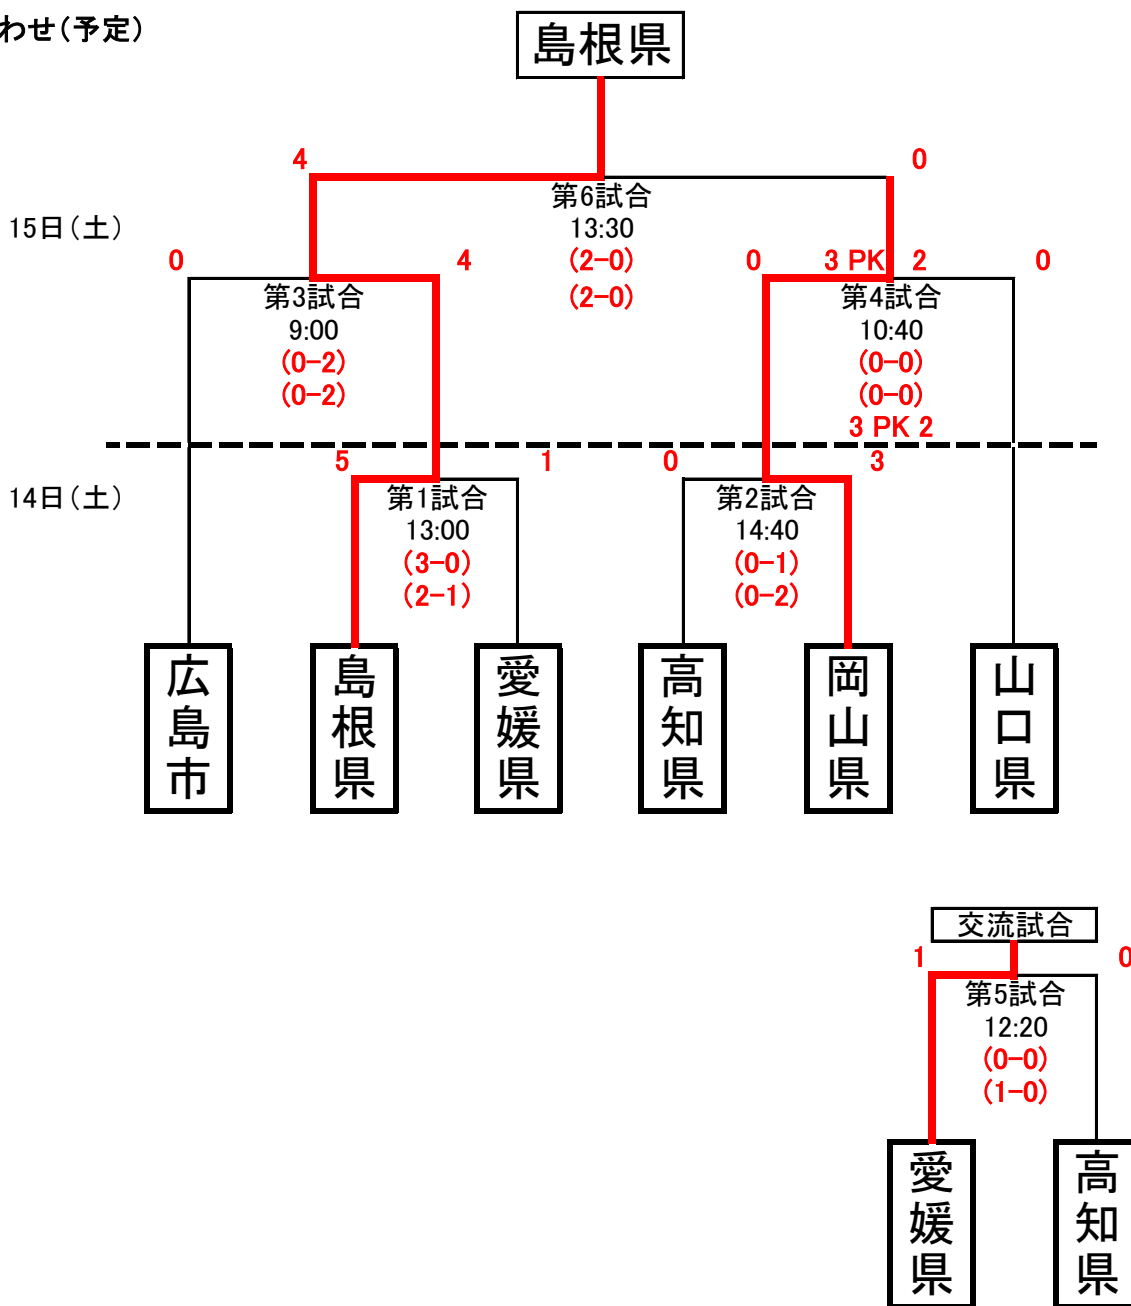 わせ(予定)
島根県
4
0
第6試合
13:30
(2-0)
(2-0)
15日(土)
0
4
0
3 PK 2
0
第3試合
9:00
(0-2)
(0-2)
第4試合
10:40
(0-0)
(0-0)
3 PK 2
14日(土)
5
1
0
3
第1試合
13:00
(3-0)
(2-1)
第2試合
14:40
(0-1)
(0-2)
広島市
島根県
愛媛県
高知県
岡山県
山口県
交流試合
1
0
第5試合
12:20
(0-0)
(1-0)
愛媛県
高知県